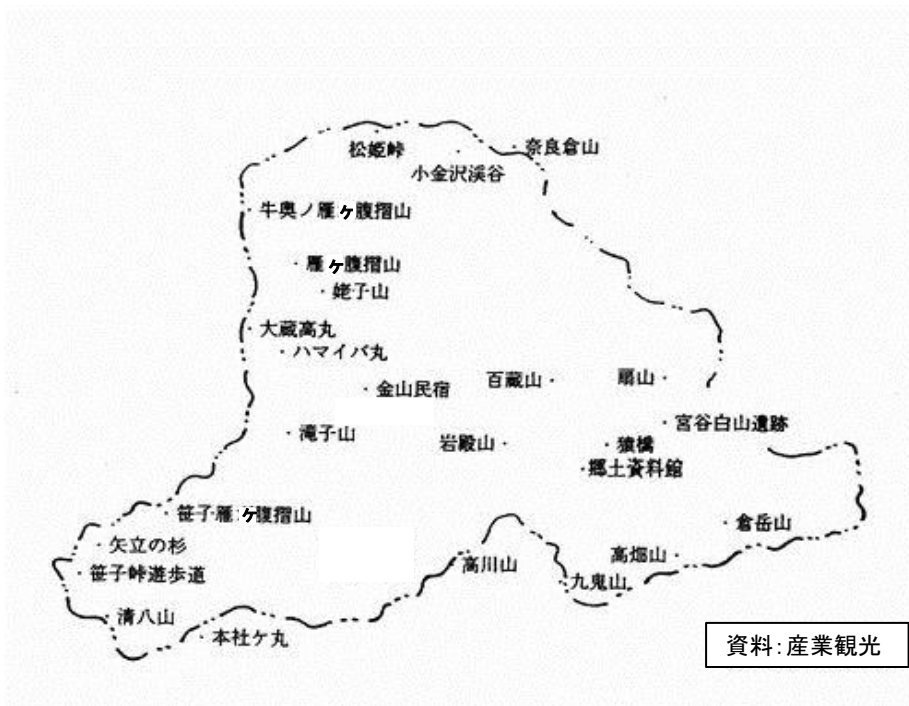 松姫峠
奈良倉山
小金沢渓谷
牛奥ノ雁ヶ腹摺山
雁ヶ腹摺山
姥子山
大蔵高丸
ハマイバ丸
金山民宿
百蔵山
扇山
宮谷白山遺跡
滝子山
岩殿山
猿橋
郷土資料館
笹子雁ヶ腹摺山
倉岳山
矢立の杉
高畑山
高川山
笹子峠遊歩道
九鬼山
清八山
本社ケ丸
資料:産業観光